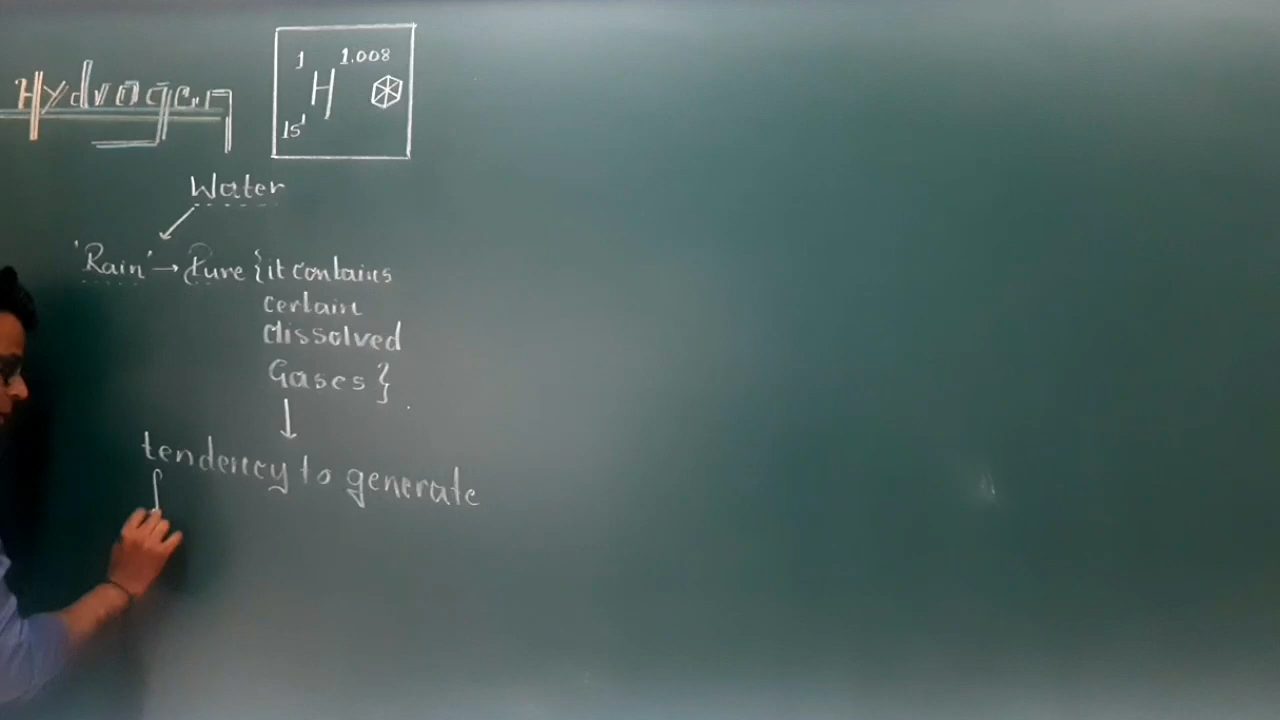 Hydrogen
1 1.008
H
1s¹
Water
'Rain' → Pure {it contains
certain
dissolved
Gases}
tendency to generate